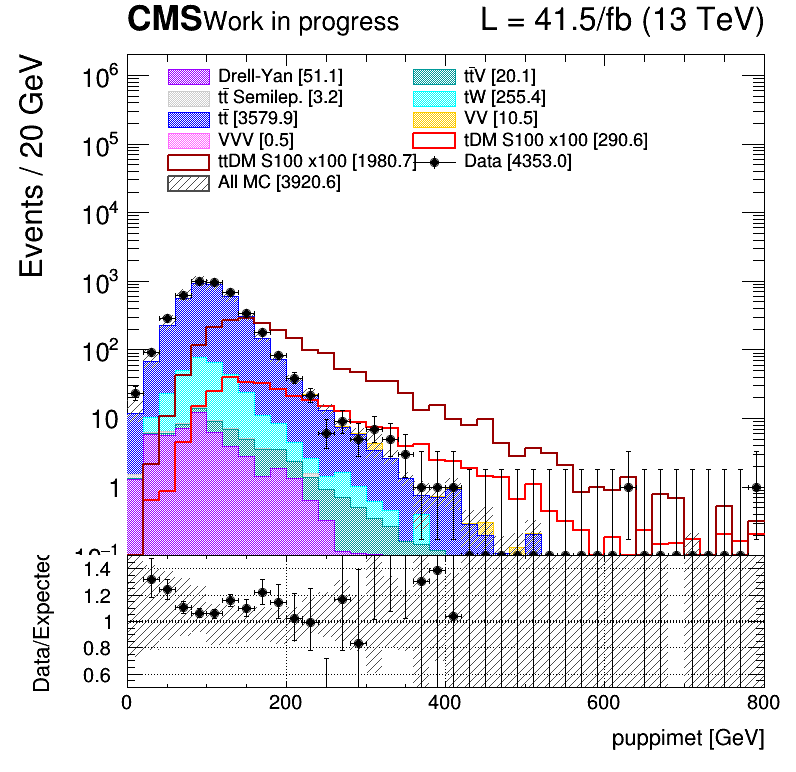 CMS Work in progress L = 41.5/fb (13 TeV)
Events / 20 GeV
10⁶
10⁵
10⁴
10³
10²
10
1
10⁻¹
Drell-Yan [51.1]
tt̄V [20.1]
tt̄ Semilep. [3.2]
tW [255.4]
tt̄ [3579.9]
VV [10.5]
VVV [0.5]
tDM S100 x100 [290.6]
ttDM S100 x100 [1980.7]
Data [4353.0]
All MC [3920.6]
Data/Expected
1.4
1.2
1
0.8
0.6
0 200 400 600 800
puppimet [GeV]